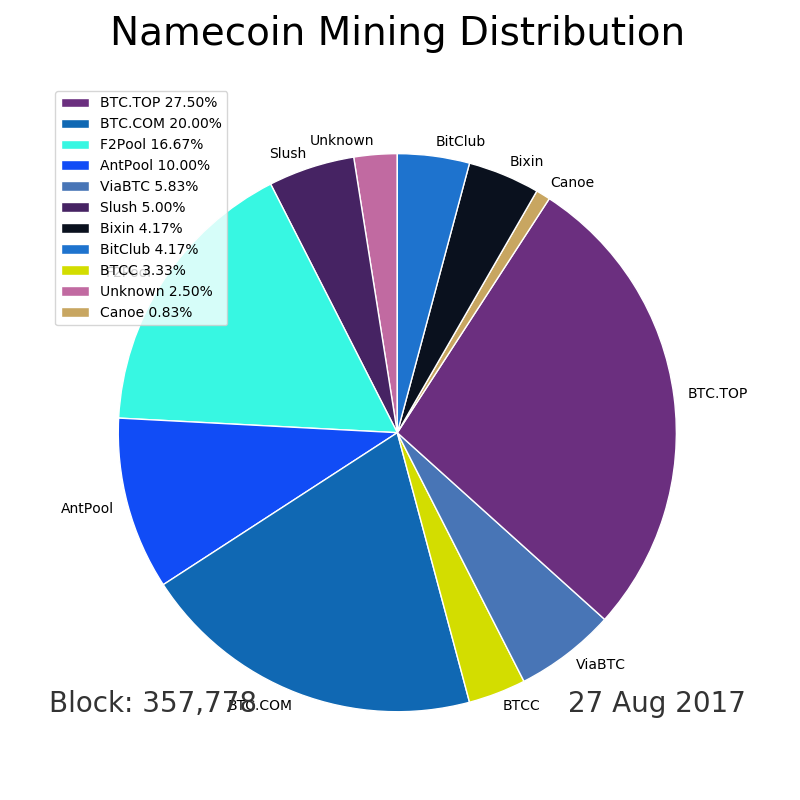 Namecoin Mining Distribution
BTC.TOP 27.50%
BTC.COM 20.00%
F2Pool 16.67%
AntPool 10.00%
ViaBTC 5.83%
Slush 5.00%
Bixin 4.17%
BitClub 4.17%
BTCC 3.33%
Unknown 2.50%
Canoe 0.83%
Unknown
Slush
BitClub
Bixin
Canoe
BTC.TOP
AntPool
ViaBTC
BTCC
BTC.COM
Block: 357,778
27 Aug 2017